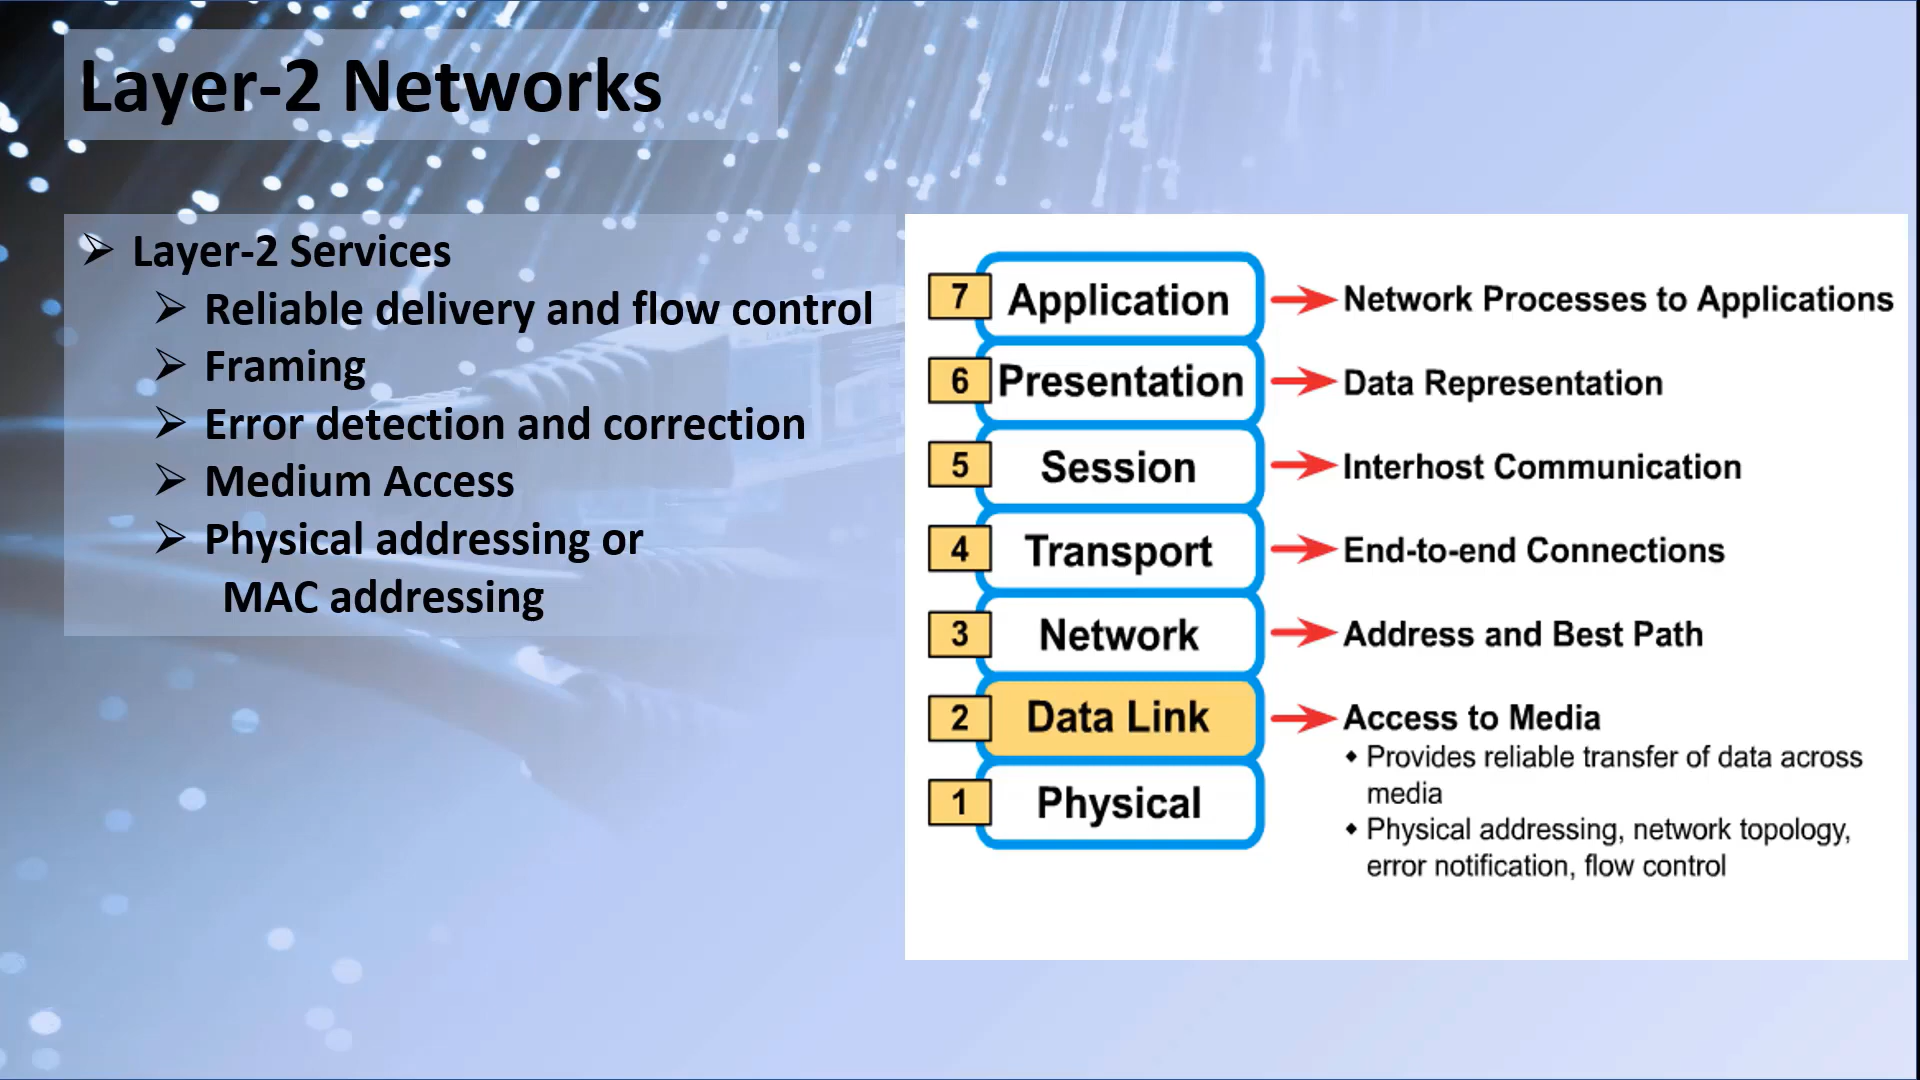 Layer-2 Networks
Layer-2 Services
Reliable delivery and flow control
Framing
Error detection and correction
Medium Access
Physical addressing or
MAC addressing
7 Application Network Processes to Applications
6 Presentation Data Representation
5 Session Interhost Communication
4 Transport End-to-end Connections
3 Network Address and Best Path
2 Data Link Access to Media
• Provides reliable transfer of data across
media
• Physical addressing, network topology,
error notification, flow control
1 Physical